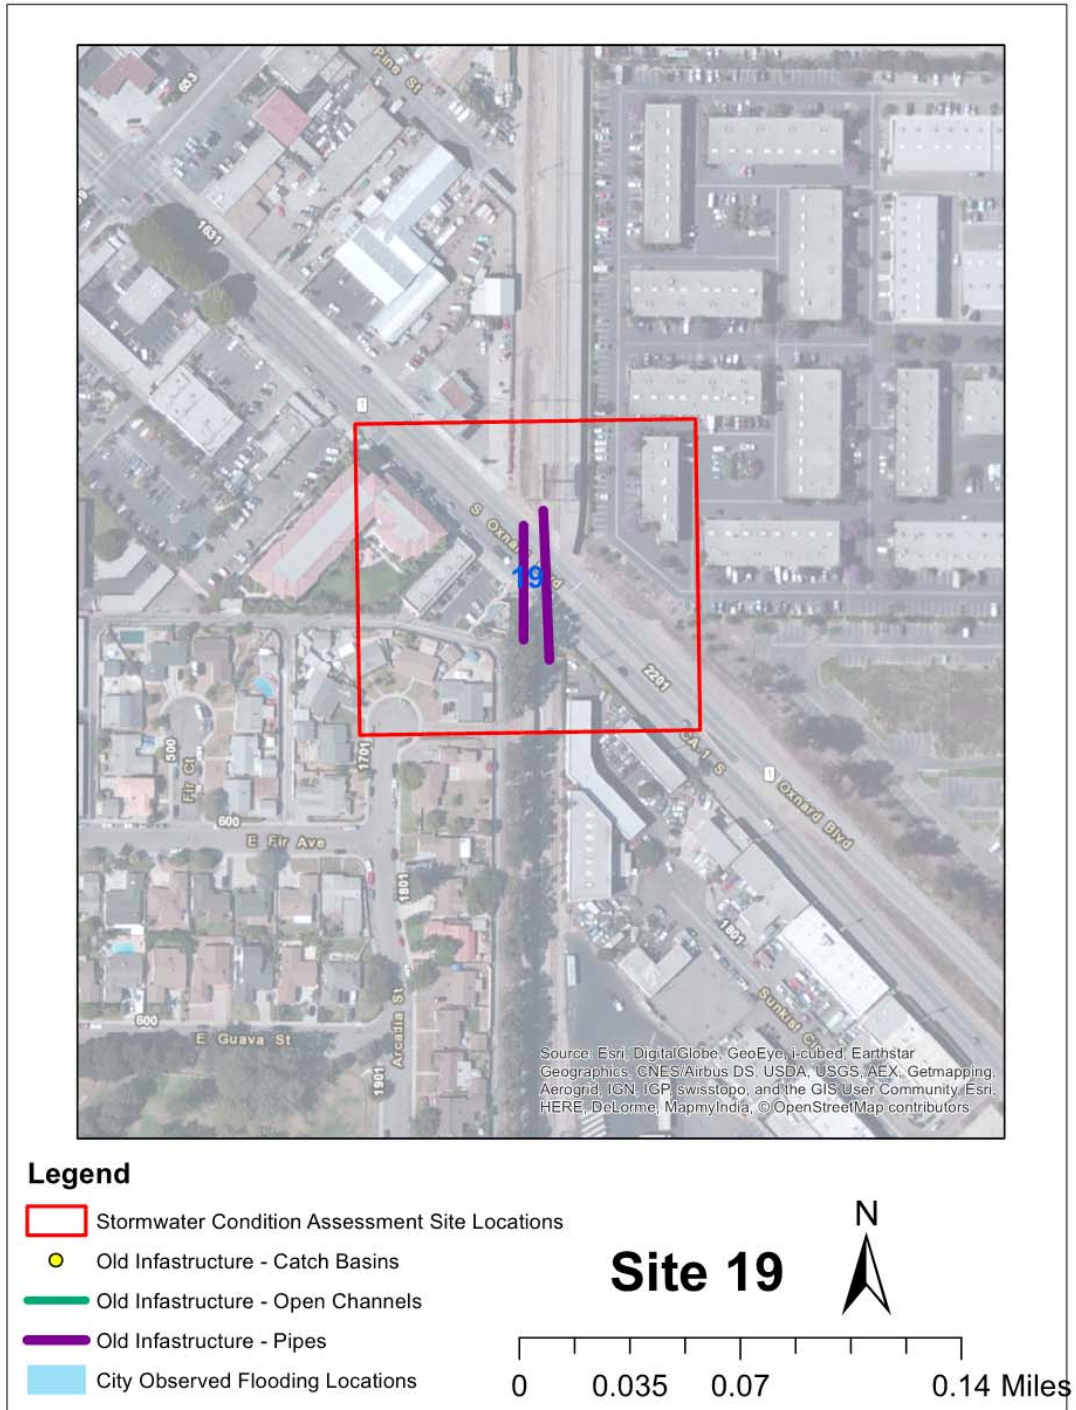 Pine St
653
1631
1
S Oxnard Blvd
19
2201
CA-1 S
1
Oxnard Blvd
500
Fir Ct
1701
600
E Fir Ave
1801
1801
Sunkist
600
E Guava St
Arcadia St
1901
Source: Esri, DigitalGlobe, GeoEye, i-cubed, Earthstar
Geographics, CNES/Airbus DS, USDA, USGS, AEX, Getmapping,
Aerogrid, IGN, IGP, swisstopo, and the GIS User Community, Esri,
HERE, DeLorme, MapmyIndia, © OpenStreetMap contributors
Legend
Stormwater Condition Assessment Site Locations
Old Infastructure - Catch Basins
Old Infastructure - Open Channels
Old Infastructure - Pipes
City Observed Flooding Locations
Site 19
N
0 0.035 0.07 0.14 Miles